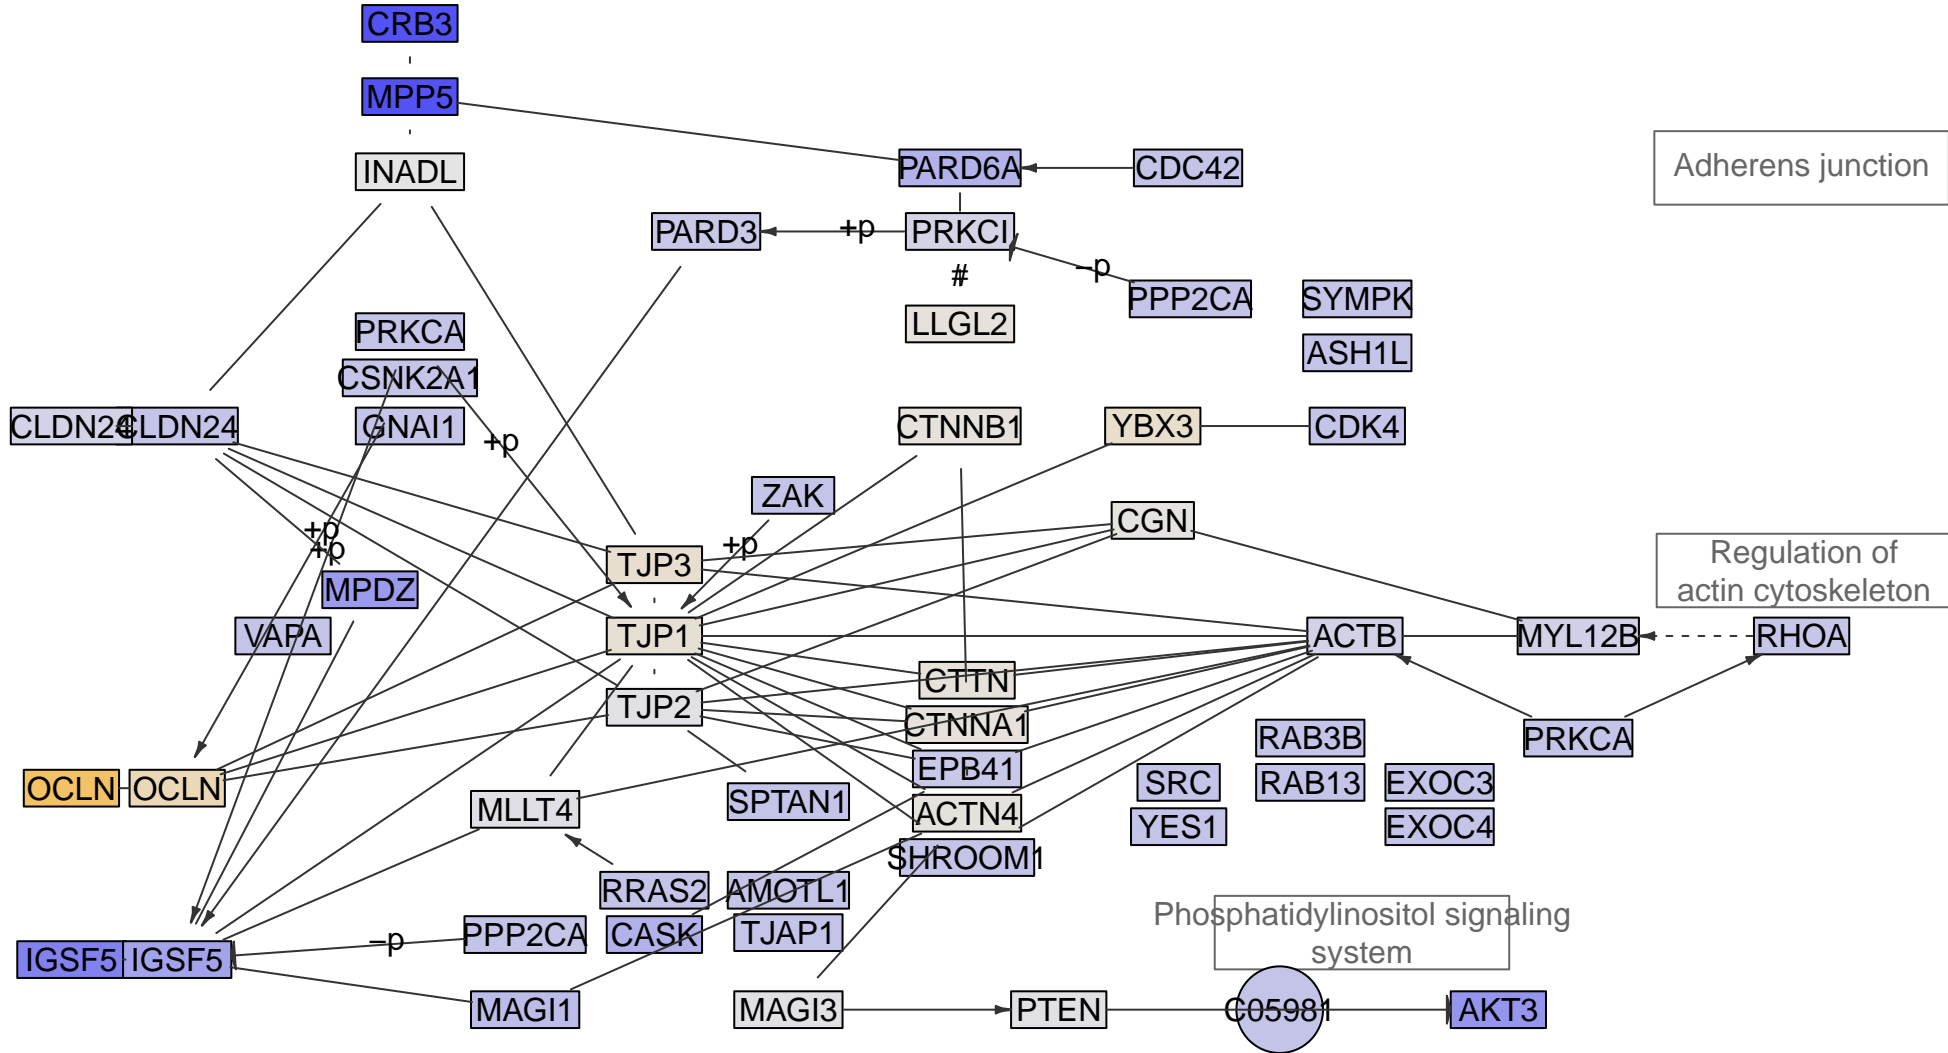 CRB3
MPP5
INADL
PARD6A
CDC42
Adherens junction
PARD3
+p
PRKCI
#
−p
PPP2CA
SYMPK
LLGL2
PRKCA
ASH1L
CSNK2A1
CLDN24
CLDN24
GNAI1
+p
CTNNB1
YBX3
CDK4
ZAK
CGN
+p
+p
+p
TJP3
Regulation of
actin cytoskeleton
MPDZ
VAPA
TJP1
ACTB
MYL12B
RHOA
CTTN
TJP2
CTNNA1
RAB3B
PRKCA
EPB41
OCLN
OCLN
SRC
RAB13
EXOC3
SPTAN1
MLLT4
ACTN4
YES1
EXOC4
SHROOM1
RRAS2
AMOTL1
Phosphatidylinositol signaling
system
PPP2CA
−p
CASK
TJAP1
IGSF5
IGSF5
MAGI1
MAGI3
PTEN
C05981
AKT3